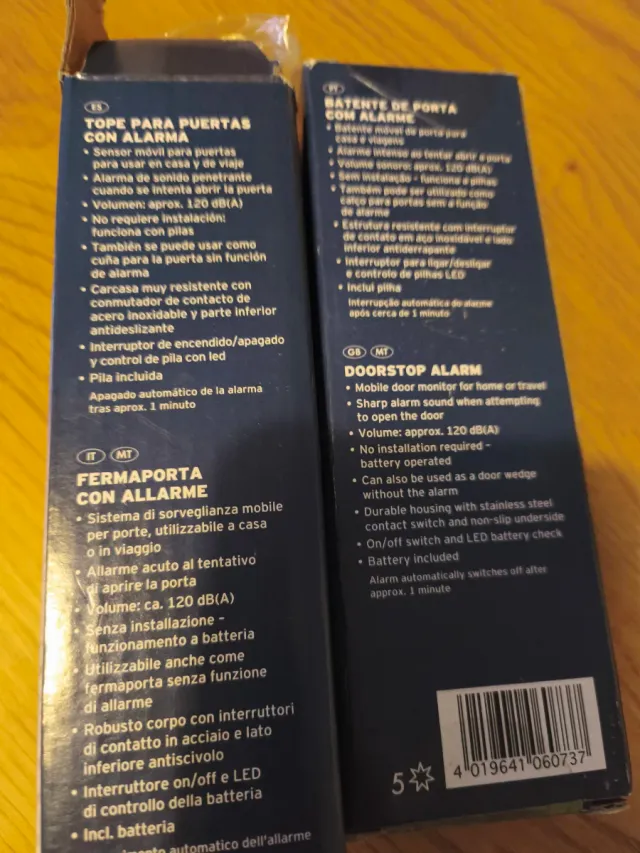 ES
TOPE PARA PUERTAS
CON ALARMA
• Sensor móvil para puertas
para usar en casa y de viaje
• Alarma de sonido penetrante
cuando se intenta abrir la puerta
• Volumen: aprox. 120 dB(A)
• No requiere instalación:
funciona con pilas
• También se puede usar como
cuña para la puerta sin función
de alarma
• Carcasa muy resistente con
conmutador de contacto de
acero inoxidable y parte inferior
antideslizante
• Interruptor de encendido/apagado
y control de pila con led
• Pila incluida
Apagado automático de la alarma
tras aprox. 1 minuto
IT MT
FERMAPORTA
CON ALLARME
• Sistema di sorveglianza mobile
per porte, utilizzabile a casa
o in viaggio
• Allarme acuto al tentativo
di aprire la porta
• Volume: ca. 120 dB(A)
• Senza installazione –
funzionamento a batteria
• Utilizzabile anche come
fermaporta senza funzione
di allarme
• Robusto corpo con interruttori
di contatto in acciaio e lato
inferiore antiscivolo
• Interruttore on/off e LED
di controllo della batteria
• Incl. batteria
automatico dell'allarme
PT
BATENTE DE PORTA
COM ALARME
• Batente móvel de porta para
casa e viagens
• Alarme intenso ao tentar abrir a porta
• Volume sonoro: aprox. 120 dB(A)
• Sem instalação - funciona a pilhas
• Também pode ser utilizado como
calço para portas sem a função
de alarme
• Estrutura resistente com interruptor
de contato em aço inoxidável e lado
inferior antiderrapante
• Interruptor para ligar/desligar
e controlo de pilhas LED
• Inclui pilha
Interrupção automática do alarme
após cerca de 1 minuto
GB MT
DOORSTOP ALARM
• Mobile door monitor for home or travel
• Sharp alarm sound when attempting
to open the door
• Volume: approx. 120 dB(A)
• No installation required –
battery operated
• Can also be used as a door wedge
without the alarm
• Durable housing with stainless steel
contact switch and non-slip underside
• On/off switch and LED battery check
• Battery included
Alarm automatically switches off after
approx. 1 minute
5
4 019641 060737